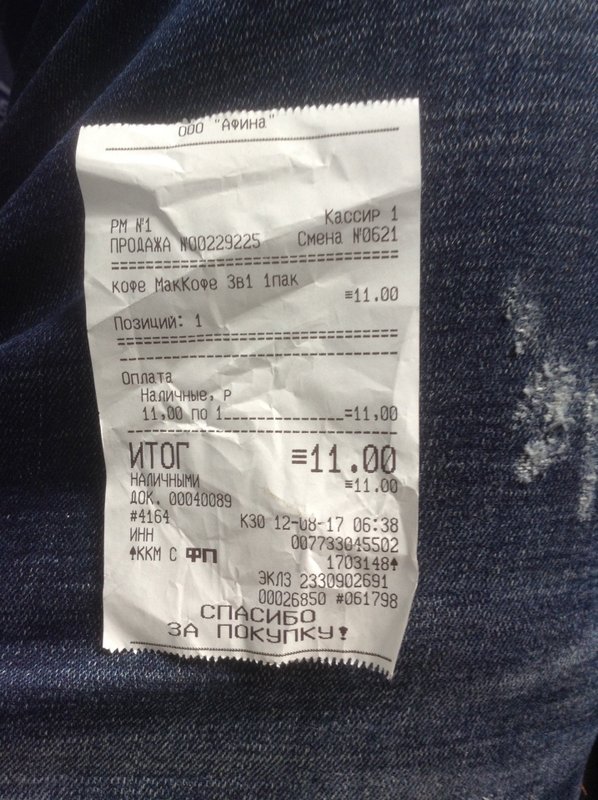 ООО "АФИНА"
РМ №1 Кассир 1
ПРОДАЖА №00229225 Смена №0621
кофе МакКофе 3в1 1пак
≡11.00
Позиций: 1
Оплата
Наличные, Р
11,00 по 1 =11,00
ИТОГ ≡11.00
НАЛИЧНЫМИ ≡11.00
ДОК. 00040089
#4164 К30 12-08-17 06:38
ИНН 007733045502
♠ККМ С ФП 1703148♠
ЭКЛЗ 2330902691
00026850 #061798
СПАСИБО
ЗА ПОКУПКУ!